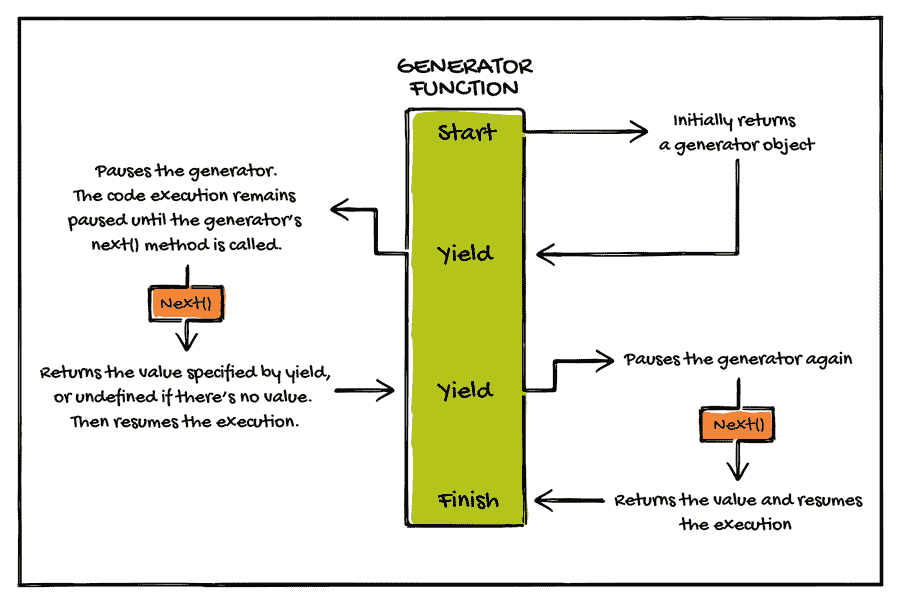 GENERATOR
FUNCTION
Start
Initially returns
a generator object
Pauses the generator.
The code execution remains
paused until the generator's
next() method is called.
Yield
Next()
Returns the value specified by yield,
or undefined if there's no value.
Then resumes the execution.
Yield
Pauses the generator again
Next()
Finish
Returns the value and resumes
the execution